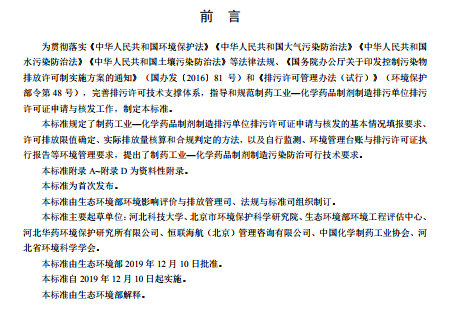 前 言
为贯彻落实《中华人民共和国环境保护法》《中华人民共和国大气污染防治法》《中华人民共和国
水污染防治法》《中华人民共和国土壤污染防治法》等法律法规、《国务院办公厅关于印发控制污染物
排放许可制实施方案的通知》（国办发〔2016〕81 号）和《排污许可管理办法（试行）》（环境保护
部令第 48 号），完善排污许可技术支撑体系，指导和规范制药工业—化学药品制剂制造排污单位排污
许可证申请与核发工作，制定本标准。
本标准规定了制药工业—化学药品制剂制造排污单位排污许可证申请与核发的基本情况填报要求、
许可排放限值确定、实际排放量核算和合规判定的方法，以及自行监测、环境管理台账与排污许可证执
行报告等环境管理要求，提出了制药工业—化学药品制剂制造污染防治可行技术要求。
本标准附录 A~附录 D 为资料性附录。
本标准为首次发布。
本标准由生态环境部环境影响评价与排放管理司、法规与标准司组织制订。
本标准主要起草单位：河北科技大学、北京市环境保护科学研究院、生态环境部环境工程评估中心、
河北华药环境保护研究所有限公司、恒联海航（北京）管理咨询有限公司、中国化学制药工业协会、河
北省环境科学学会。
本标准由生态环境部 2019 年 12 月 10 日批准。
本标准自 2019 年 12 月 10 日起实施。
本标准由生态环境部解释。